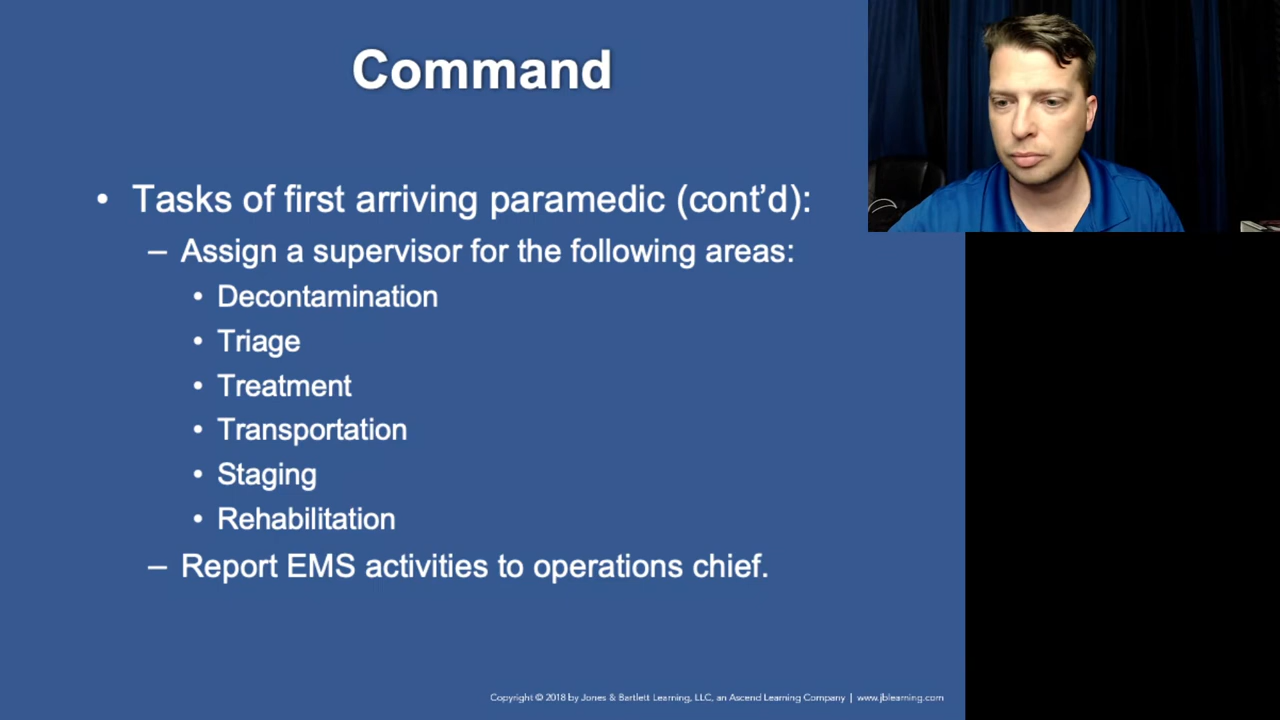 Command
• Tasks of first arriving paramedic (cont’d):
– Assign a supervisor for the following areas:
• Decontamination
• Triage
• Treatment
• Transportation
• Staging
• Rehabilitation
– Report EMS activities to operations chief.
Copyright © 2018 by Jones & Bartlett Learning, LLC, an Ascend Learning Company | www.jblearning.com